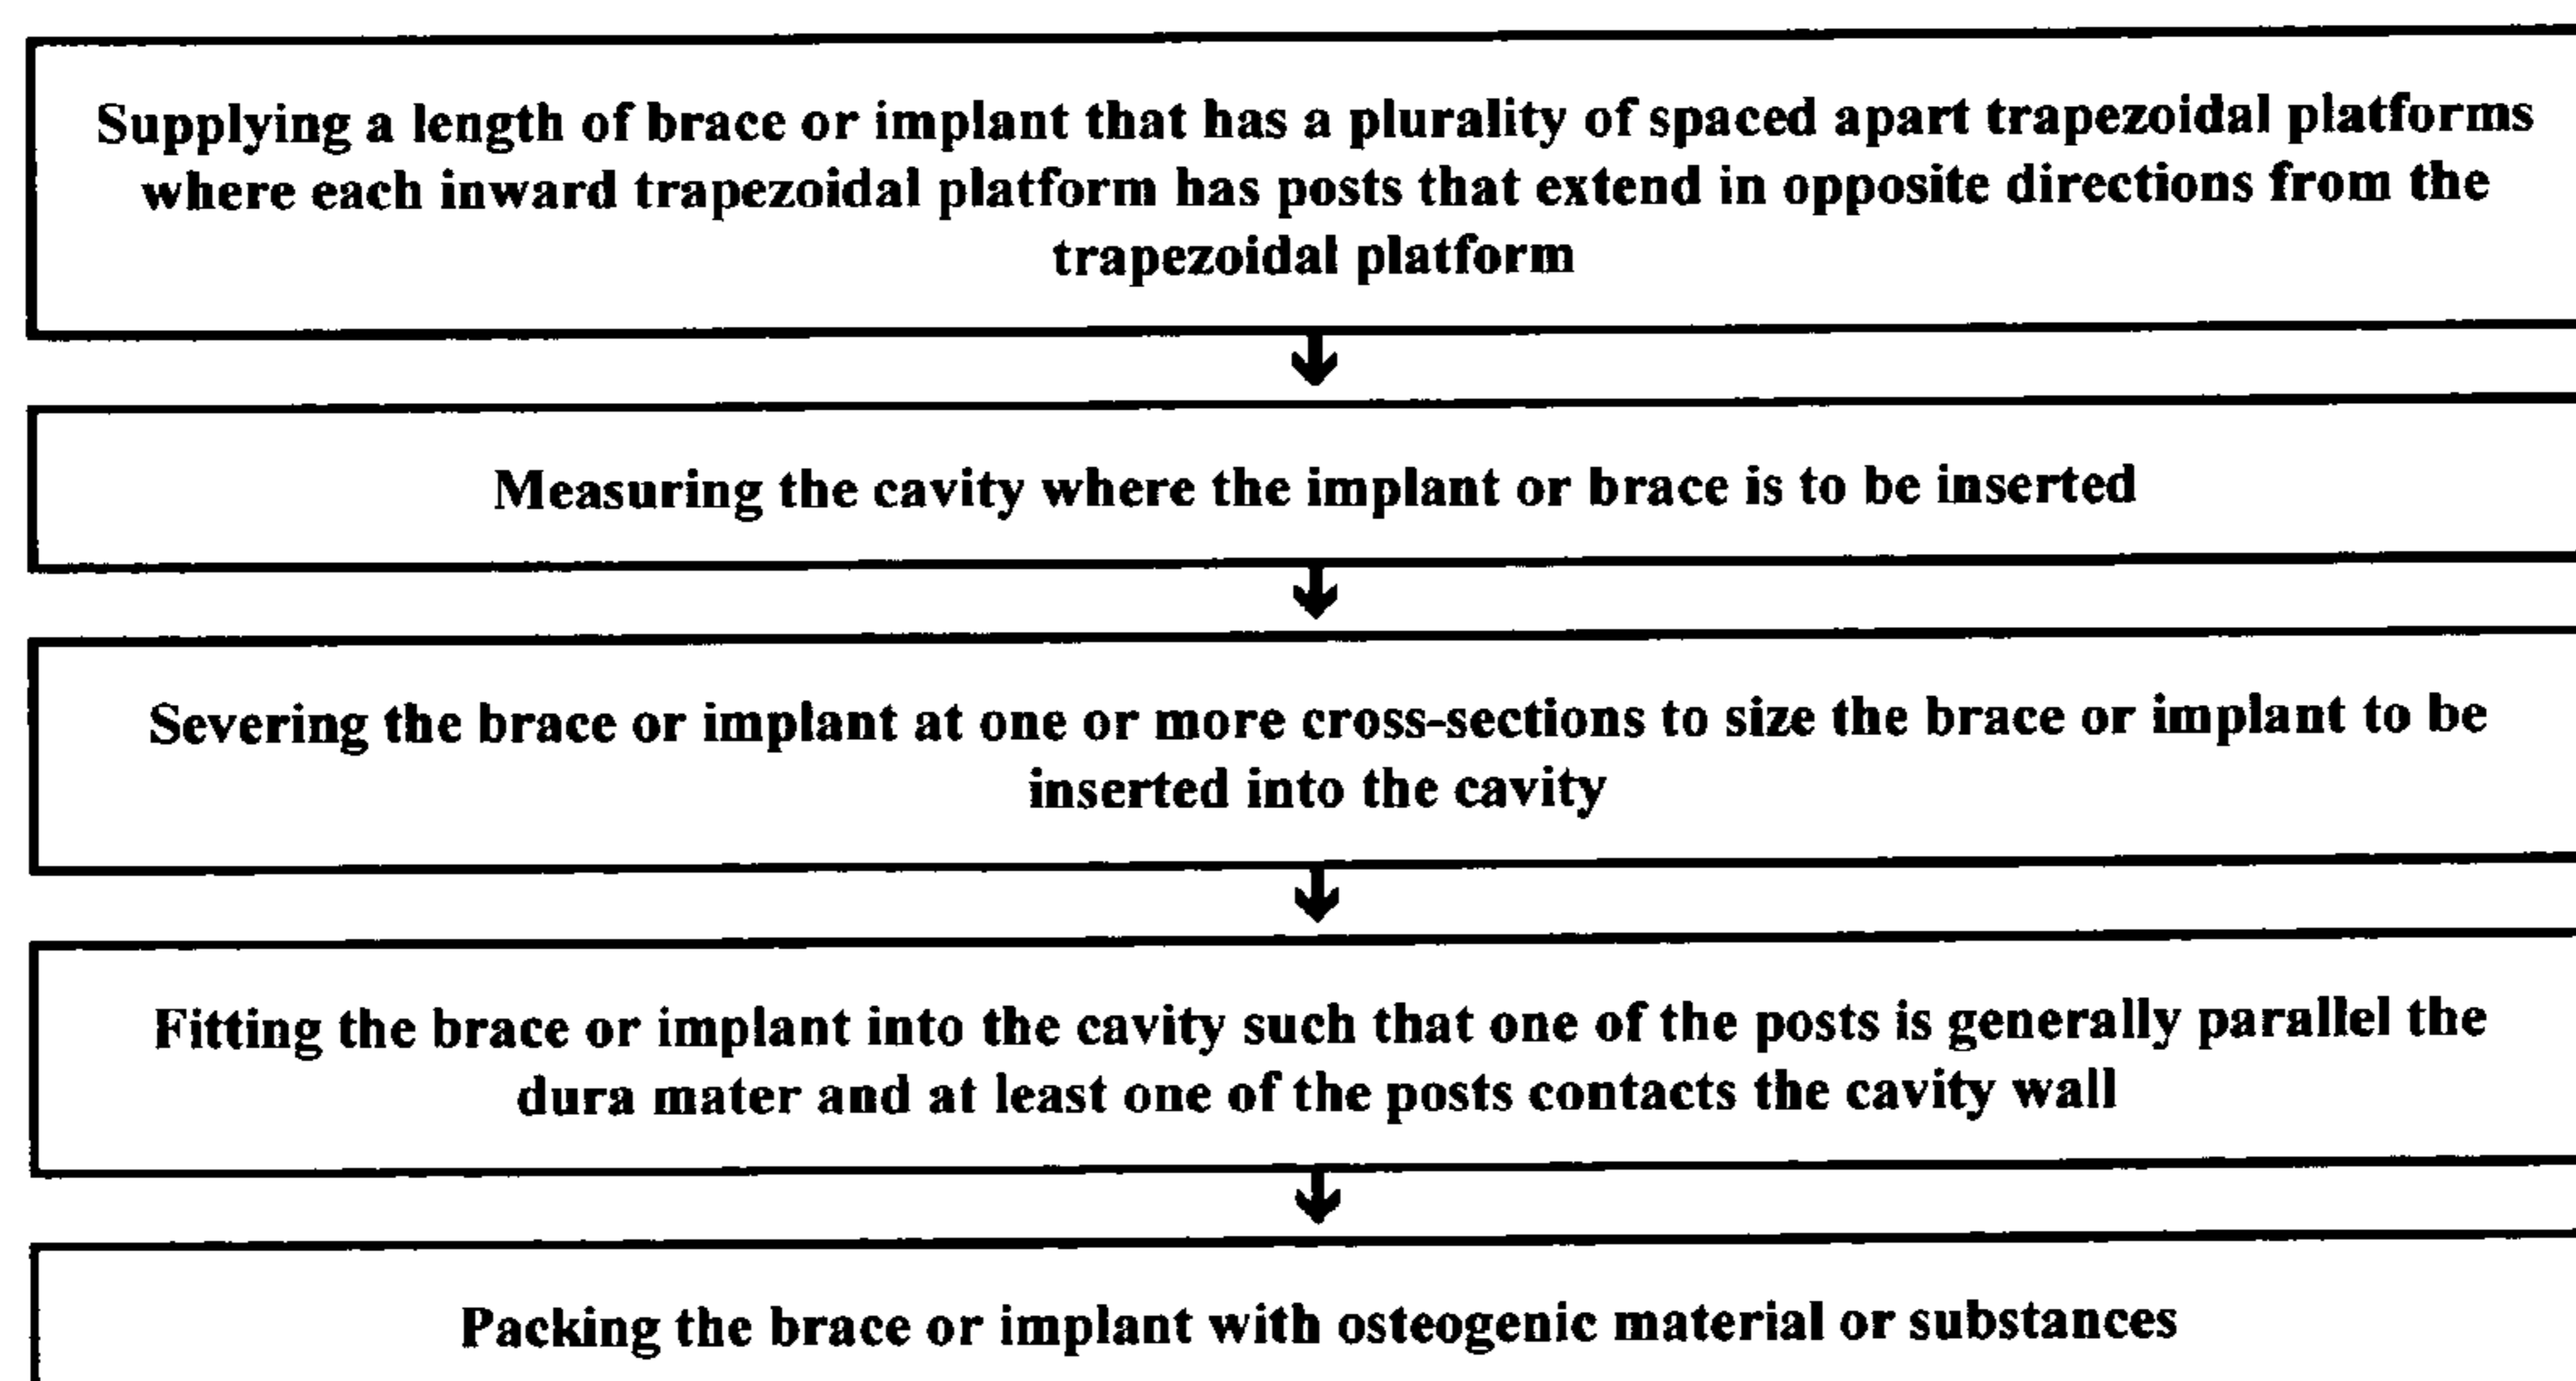 Supplying a length of brace or implant that has a plurality of spaced apart trapezoidal platforms
where each inward trapezoidal platform has posts that extend in opposite directions from the
trapezoidal platform
Measuring the cavity where the implant or brace is to be inserted
Severing the brace or implant at one or more cross-sections to size the brace or implant to be
inserted into the cavity
Fitting the brace or implant into the cavity such that one of the posts is generally parallel the
dura mater and at least one of the posts contacts the cavity wall
Packing the brace or implant with osteogenic material or substances